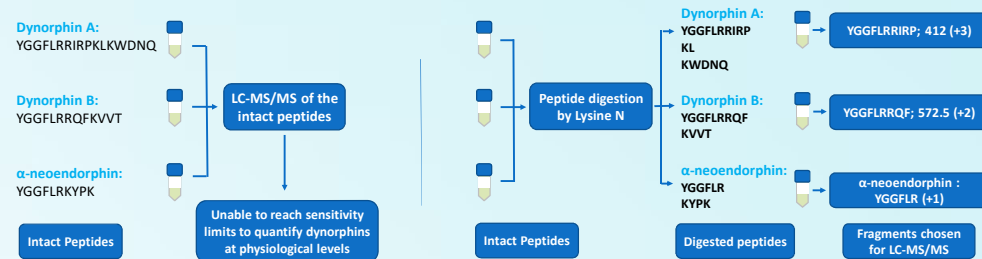 Dynorphin A:
YGGFLRRIRPKLKWDNQ
Dynorphin B:
YGGFLRRQFKVVT
α-neoendorphin:
YGGFLRKYPK
Intact Peptides
LC-MS/MS of the
intact peptides
Unable to reach sensitivity
limits to quantify dynorphins
at physiological levels
Intact Peptides
Peptide digestion
by Lysine N
Dynorphin A:
YGGFLRRIRP
KL
KWDNQ
Dynorphin B:
YGGFLRRQF
KVVT
α-neoendorphin:
YGGFLR
KYPK
Digested peptides
YGGFLRRIRP; 412 (+3)
YGGFLRRQF; 572.5 (+2)
α-neoendorphin :
YGGFLR (+1)
Fragments chosen
for LC-MS/MS